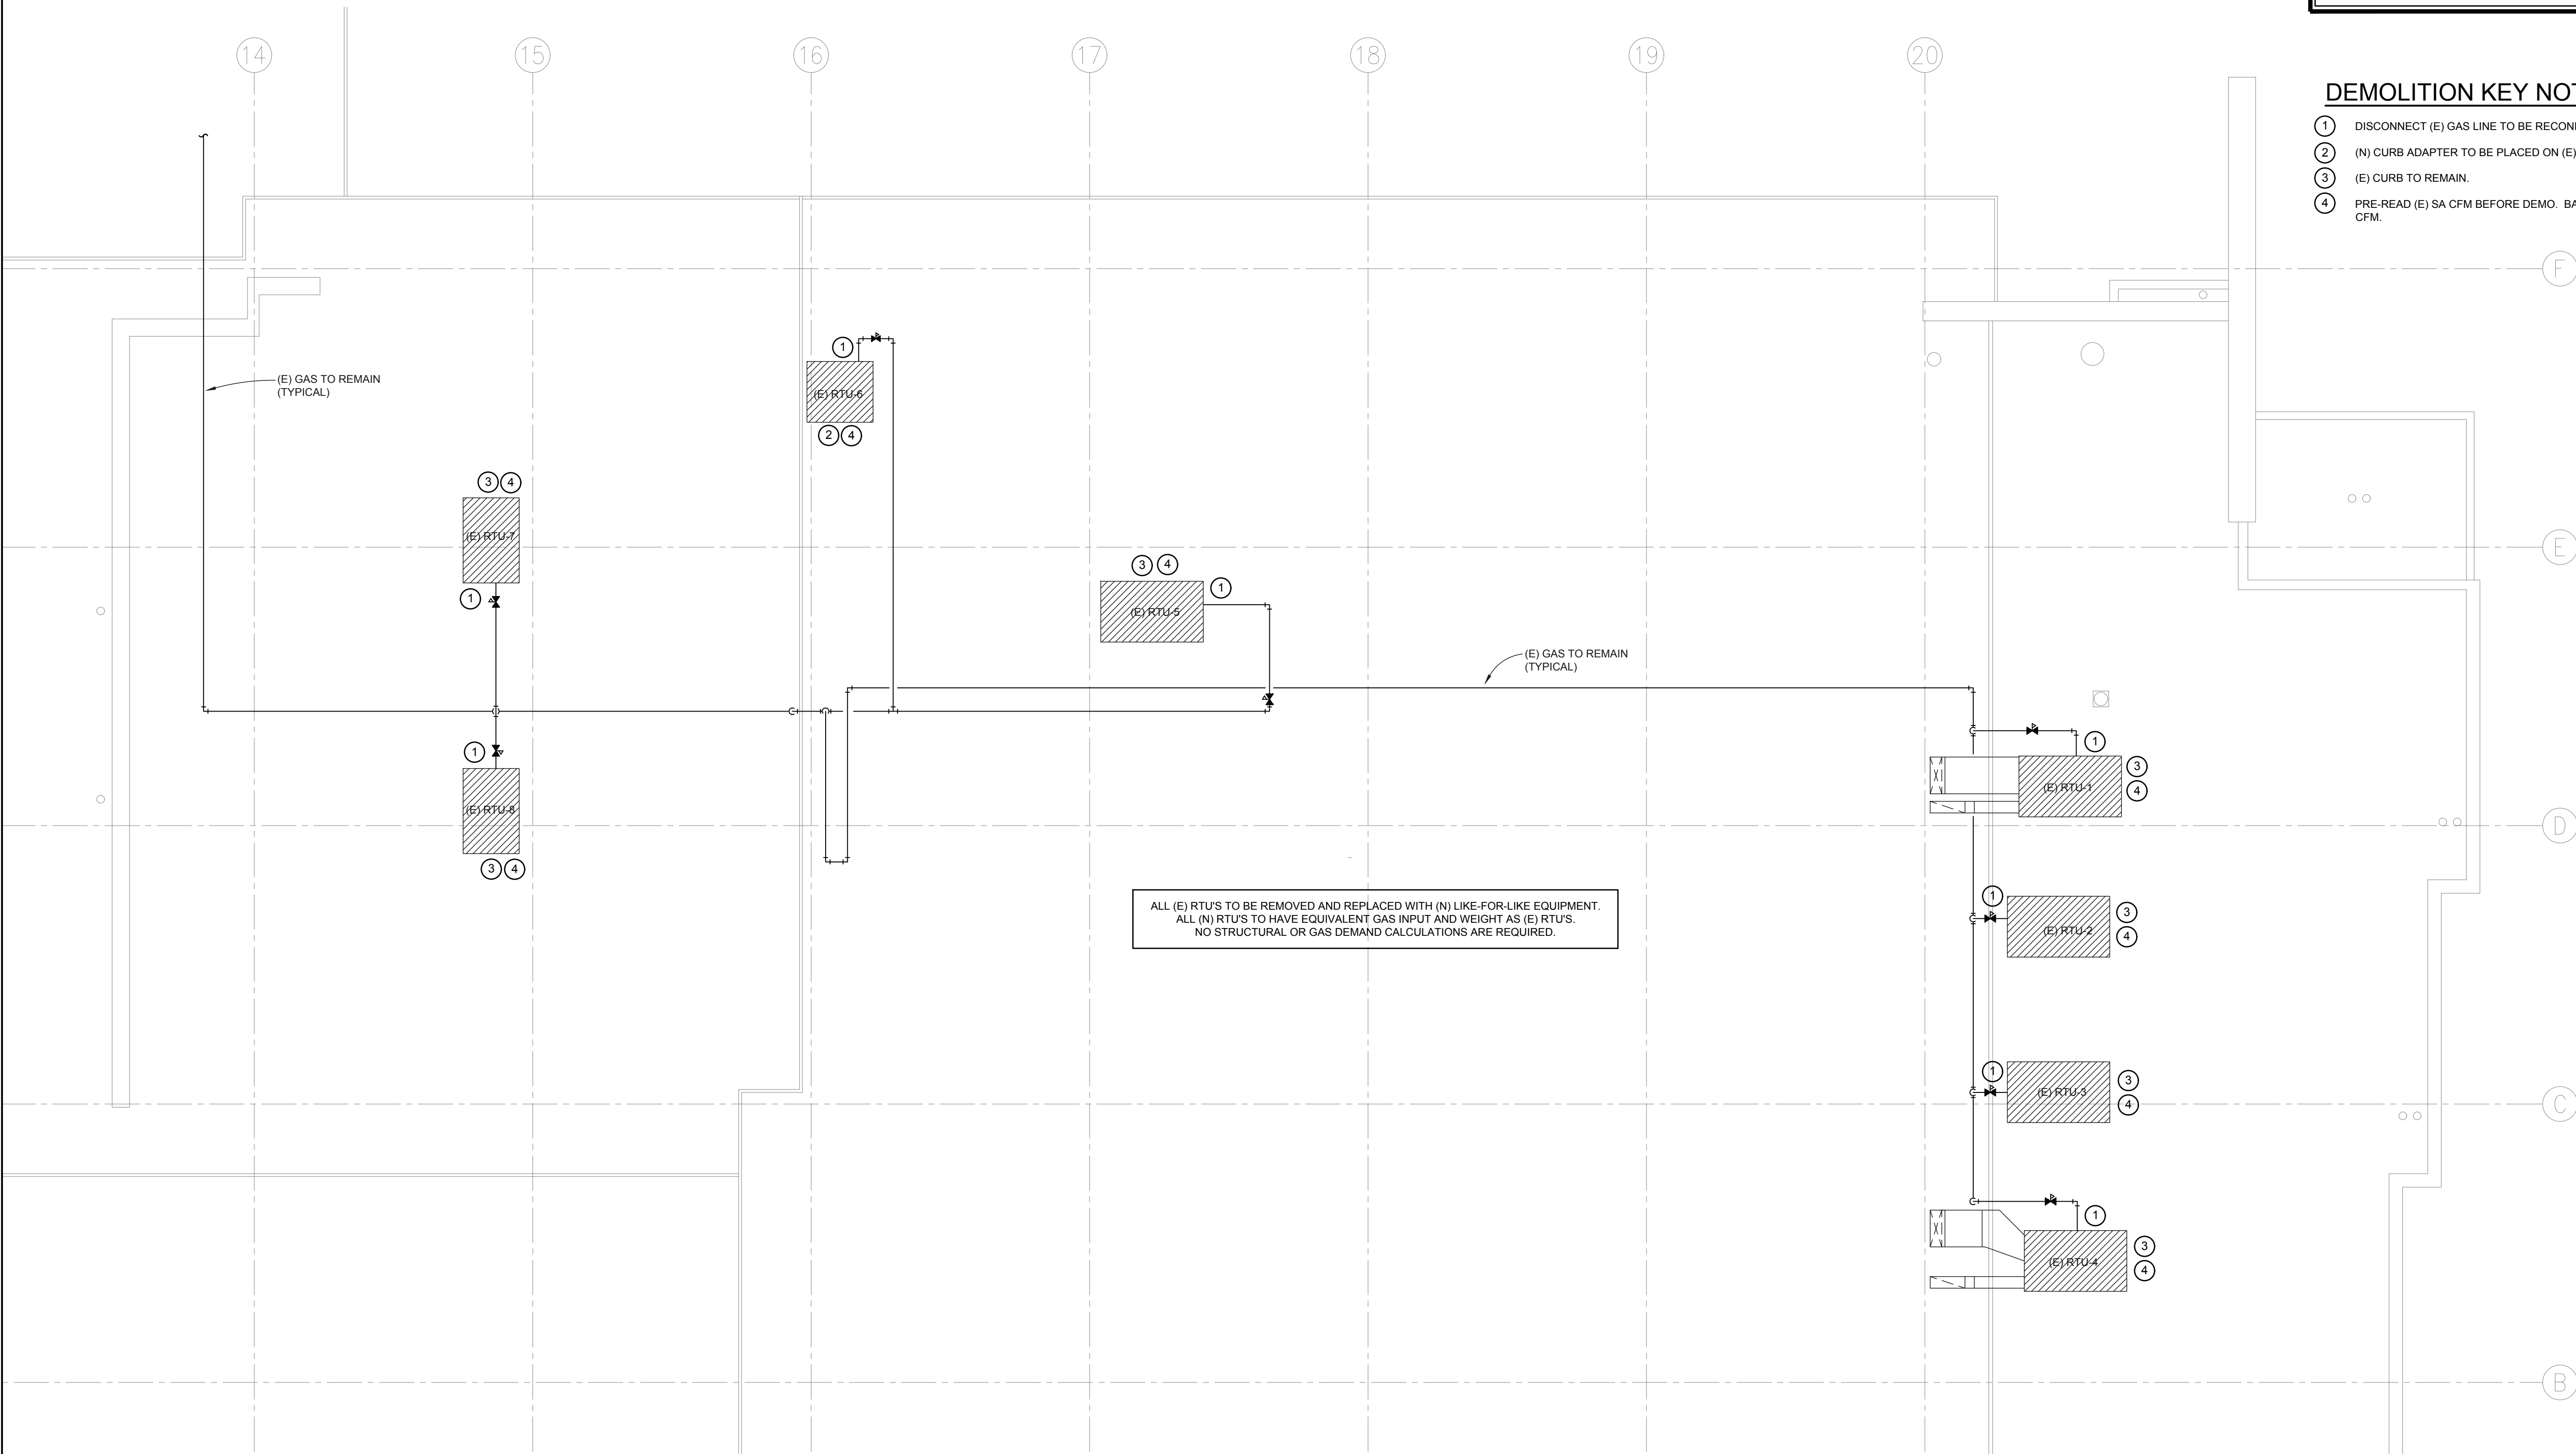 14
15
16
17
18
19
20
DEMOLITION KEY
1 DISCONNECT (E) GAS LINE TO BE
2 (N) CURB ADAPTER TO BE PLACED ON (E)
3 (E) CURB TO REMAIN.
4 PRE-READ (E) SA CFM BEFORE DEMO.
CFM.
F
1
(E) GAS TO REMAIN
(TYPICAL)
(E) RTU-6
2 4
3 4
(E) RTU-7
E
3 4
1
1
(E) RTU-5
(E) GAS TO REMAIN
(TYPICAL)
1
1
3
(E) RTU-1
4
(E) RTU-8
D
3 4
ALL (E) RTU'S TO BE REMOVED AND REPLACED WITH (N) LIKE-FOR-LIKE EQUIPMENT.
ALL (N) RTU'S TO HAVE EQUIVALENT GAS INPUT AND WEIGHT AS (E) RTU'S.
NO STRUCTURAL OR GAS DEMAND CALCULATIONS ARE REQUIRED.
1
3
(E) RTU-2
4
1
3
(E) RTU-3
4
C
1
3
(E) RTU-4
4
B